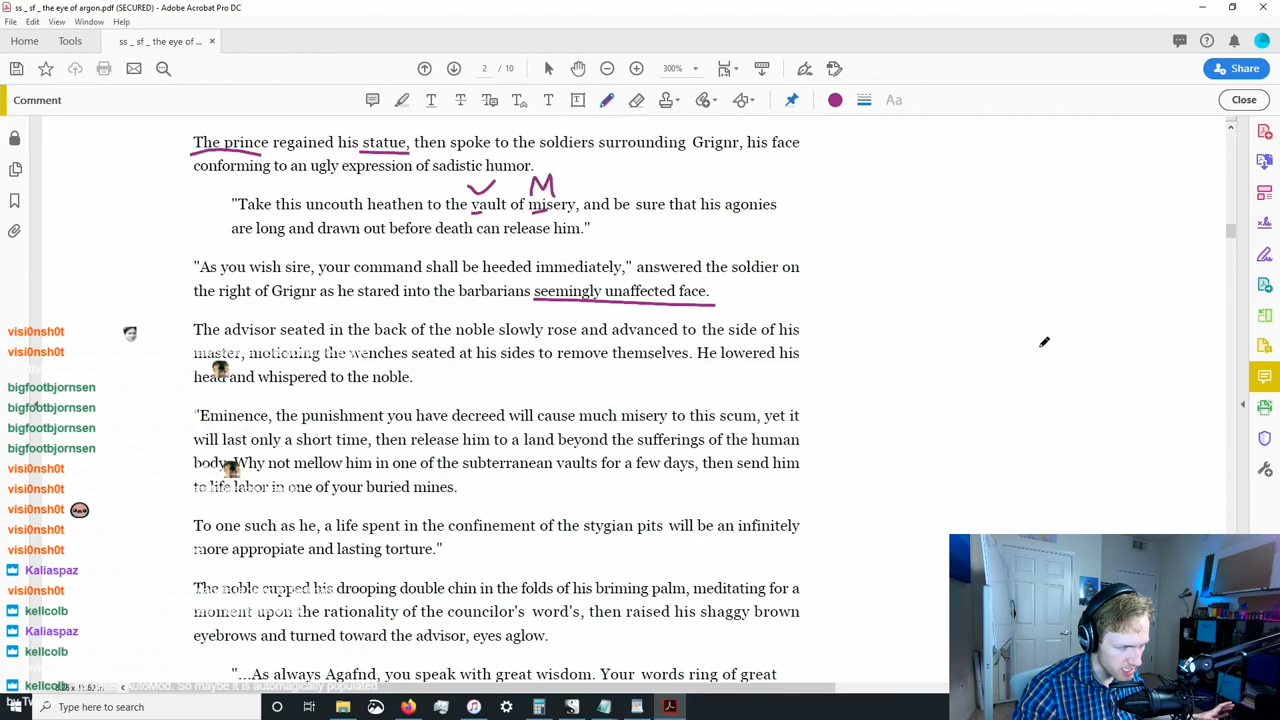 ss _ sf _ the eye of argon.pdf (SECURED) - Adobe Acrobat Pro DC
File Edit View Window Help
Home Tools ss _ sf _ the eye of ar... ×
2 / 10 300% Share
Comment Aa Close
The prince regained his statue, then spoke to the soldiers surrounding Grignr, his face
conforming to an ugly expression of sadistic humor.
V M
"Take this uncouth heathen to the vault of misery, and be sure that his agonies
are long and drawn out before death can release him."
"As you wish sire, your command shall be heeded immediately," answered the soldier on
the right of Grignr as he stared into the barbarians seemingly unaffected face.
The advisor seated in the back of the noble slowly rose and advanced to the side of his
master, motioning the wenches seated at his sides to remove themselves. He lowered his
head and whispered to the noble.
"Eminence, the punishment you have decreed will cause much misery to this scum, yet it
will last only a short time, then release him to a land beyond the sufferings of the human
body. Why not mellow him in one of the subterranean vaults for a few days, then send him
to life labor in one of your buried mines.
To one such as he, a life spent in the confinement of the stygian pits will be an infinitely
more appropiate and lasting torture."
The noble cupped his drooping double chin in the folds of his briming palm, meditating for a
moment upon the rationality of the councilor's word's, then raised his shaggy brown
eyebrows and turned toward the advisor, eyes aglow.
"...As always Agafnd, you speak with great wisdom. Your words ring of great
visi0nsh0t
visi0nsh0t
bigfootbjornsen
bigfootbjornsen
bigfootbjornsen
bigfootbjornsen
visi0nsh0t
visi0nsh0t
visi0nsh0t
visi0nsh0t
Kaliaspaz
visi0nsh0t
kellcolb
Kaliaspaz
kellcolb
kellcolb AutoMod. So maybe it is automagically populated
by Tw
Type here to search